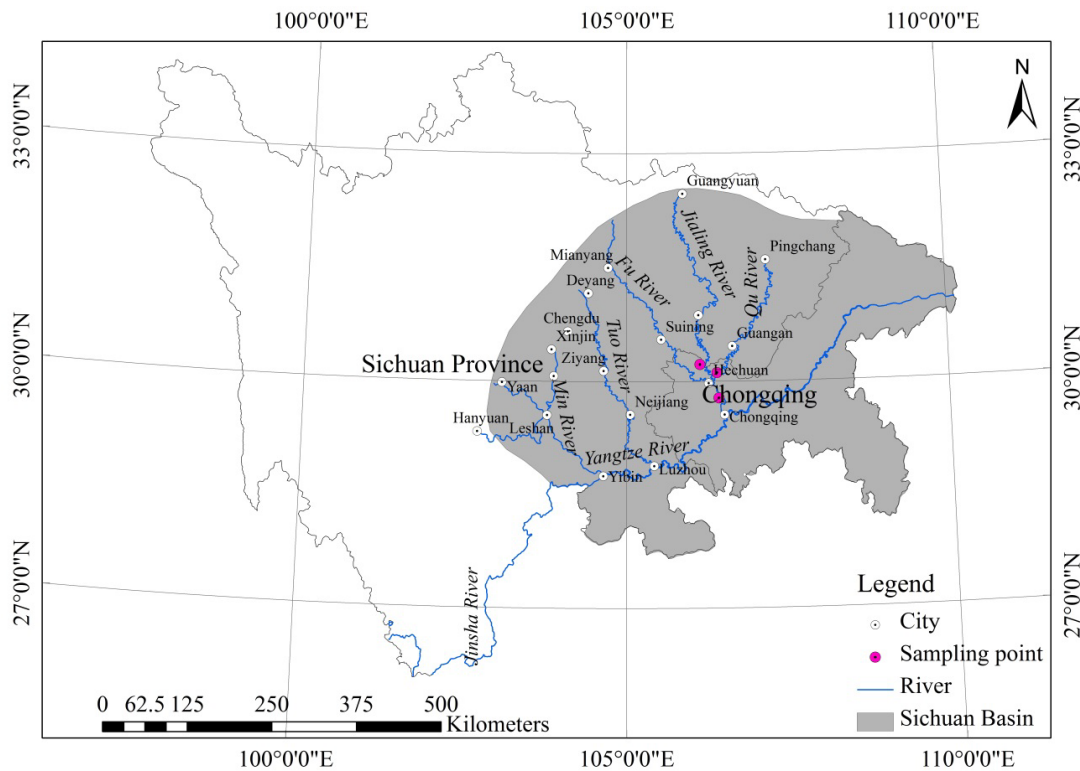 100°0'0"E
105°0'0"E
110°0'0"E
N
33°0'0"N
33°0'0"N
Guangyuan
Jialing River
Pingchang
Mianyang
Fu River
Qu River
Deyang
Chengdu
Suining
Guangan
Xinjin
Tuo River
30°0'0"N
Sichuan Province
Ziyang
Hechuan
30°0'0"N
Yaan
Chongqing
Min River
Neijiang
Hanyuan
Leshan
Chongqing
Yangtze River
Luzhou
Yibin
27°0'0"N
Jinsha River
27°0'0"N
Legend
City
Sampling point
River
Sichuan Basin
0 62.5 125 250 375 500
Kilometers
100°0'0"E
105°0'0"E
110°0'0"E